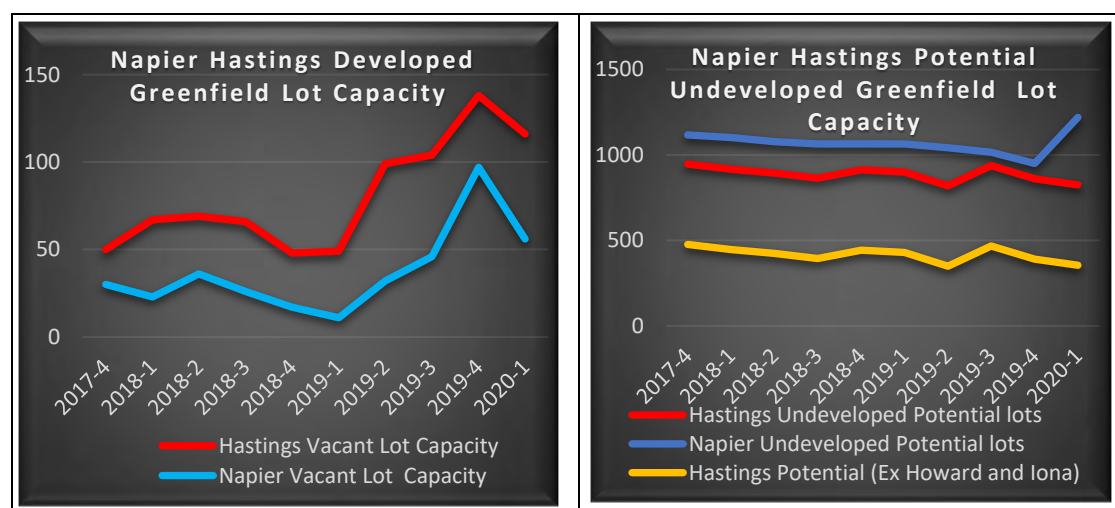 Napier Hastings Developed
Greenfield Lot Capacity
150
100
50
0
2017-4
2018-1
2018-2
2018-3
2018-4
2019-1
2019-2
2019-3
2019-4
2020-1
Hastings Vacant Lot Capacity
Napier Vacant Lot Capacity
Napier Hastings Potential
Undeveloped Greenfield Lot
Capacity
1500
1000
500
0
2017-4
2018-1
2018-2
2018-3
2018-4
2019-1
2019-2
2019-3
2019-4
2020-1
Hastings Undeveloped Potential lots
Napier Undeveloped Potential lots
Hastings Potential (Ex Howard and Iona)